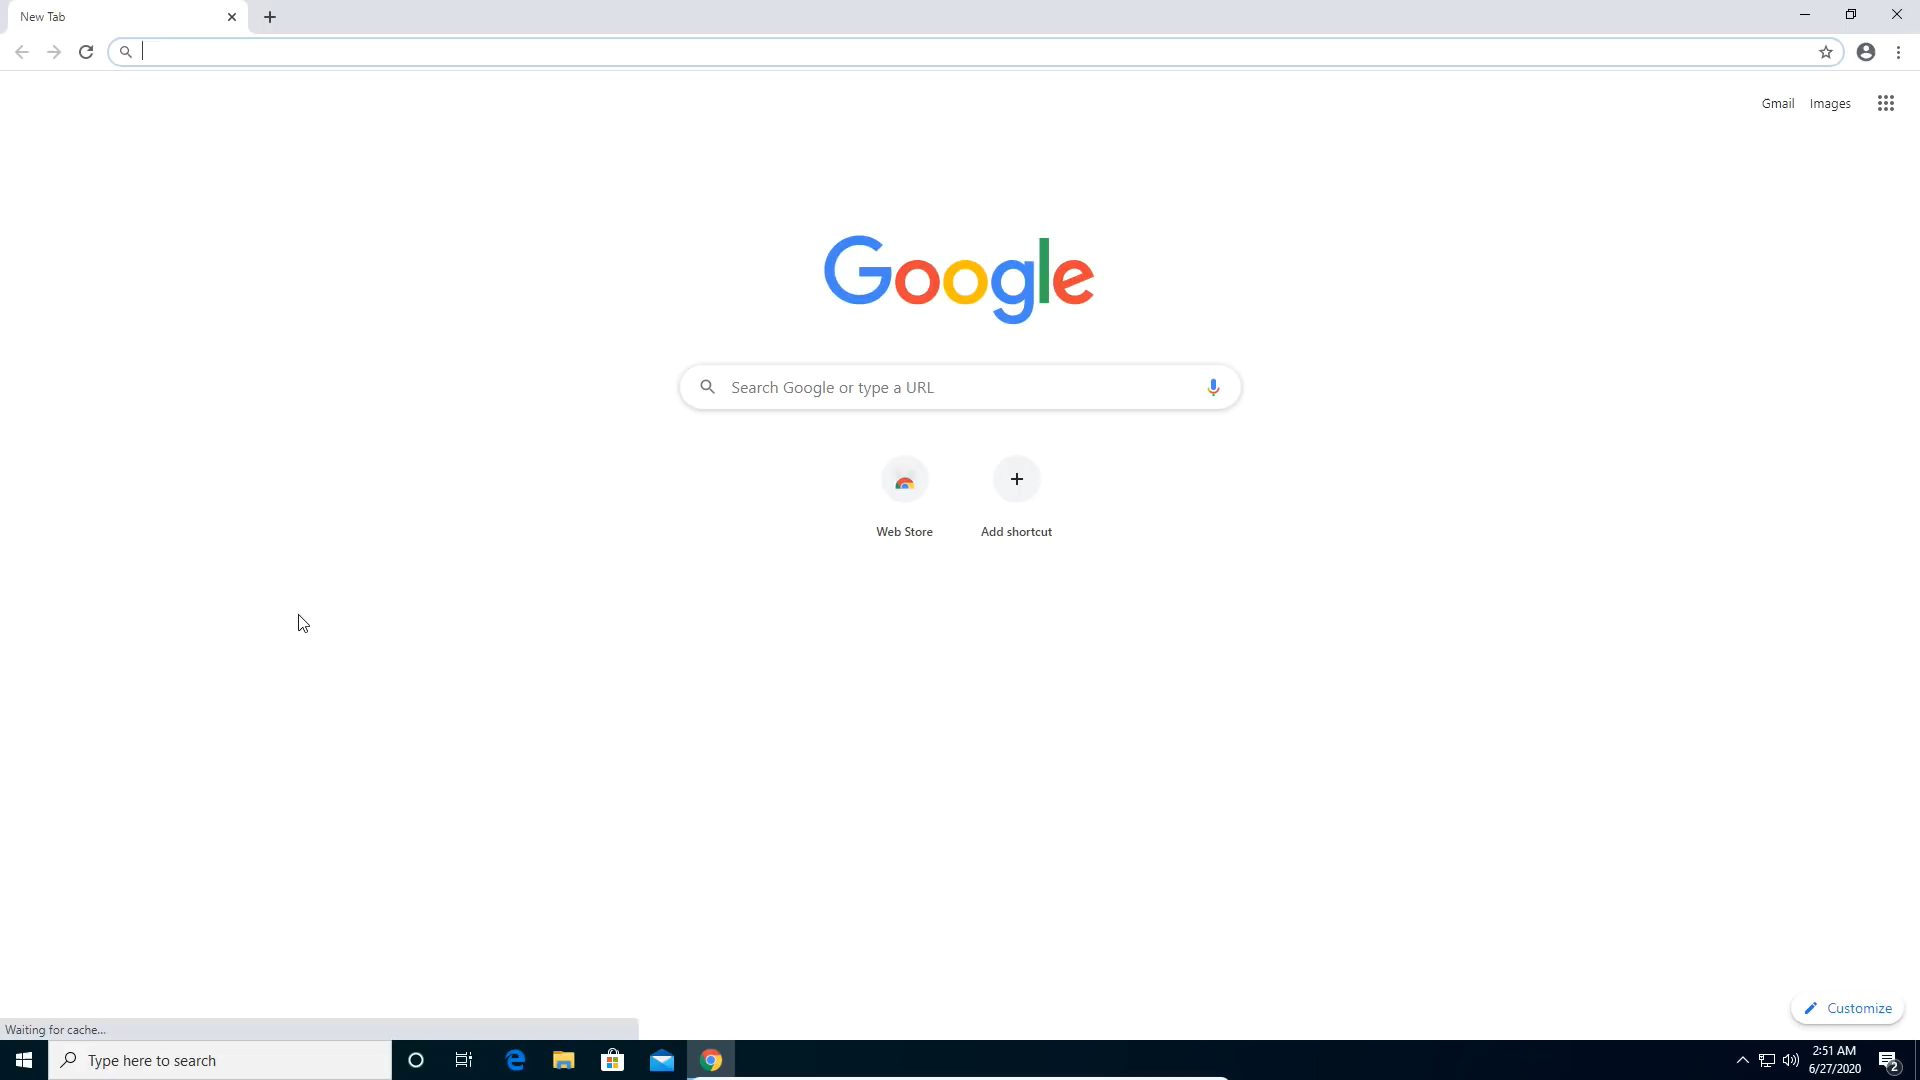 New Tab
Gmail Images
Google
Search Google or type a URL
Web Store Add shortcut
Customize
Waiting for cache...
Type here to search
2:51 AM
6/27/2020
2